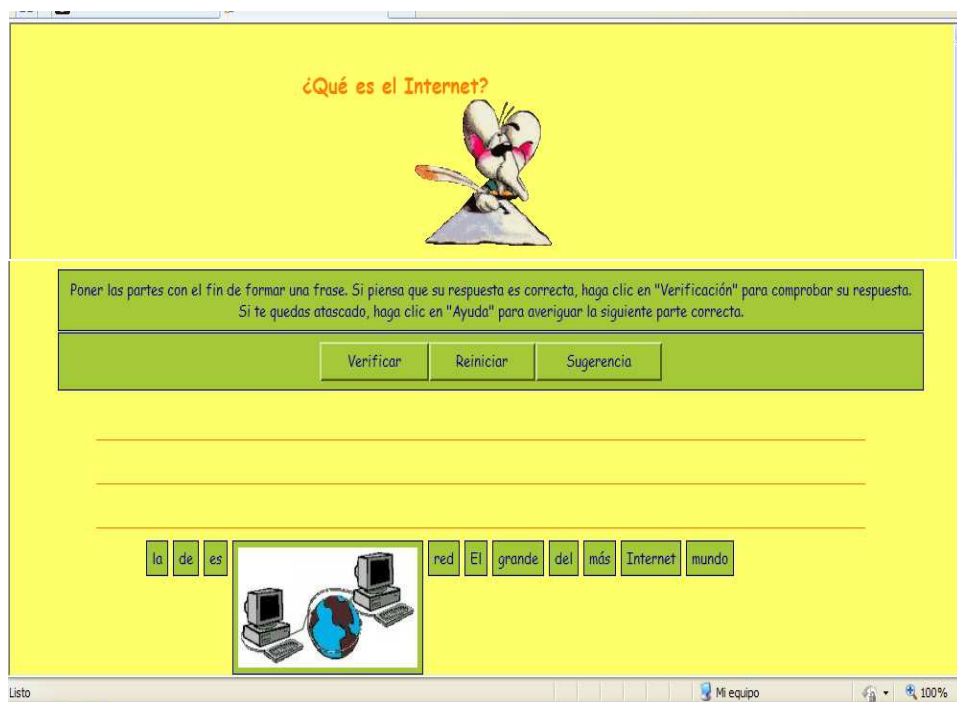 ¿Qué es el Internet?
Poner las partes con el fin de formar una frase. Si piensa que su respuesta es correcta, haga clic en "Verificación" para comprobar su respuesta.
Si te quedas atascado, haga clic en "Ayuda" para averiguar la siguiente parte correcta.
Verificar Reiniciar Sugerencia
la de es red El grande del más Internet mundo
Listo Mi equipo 100%